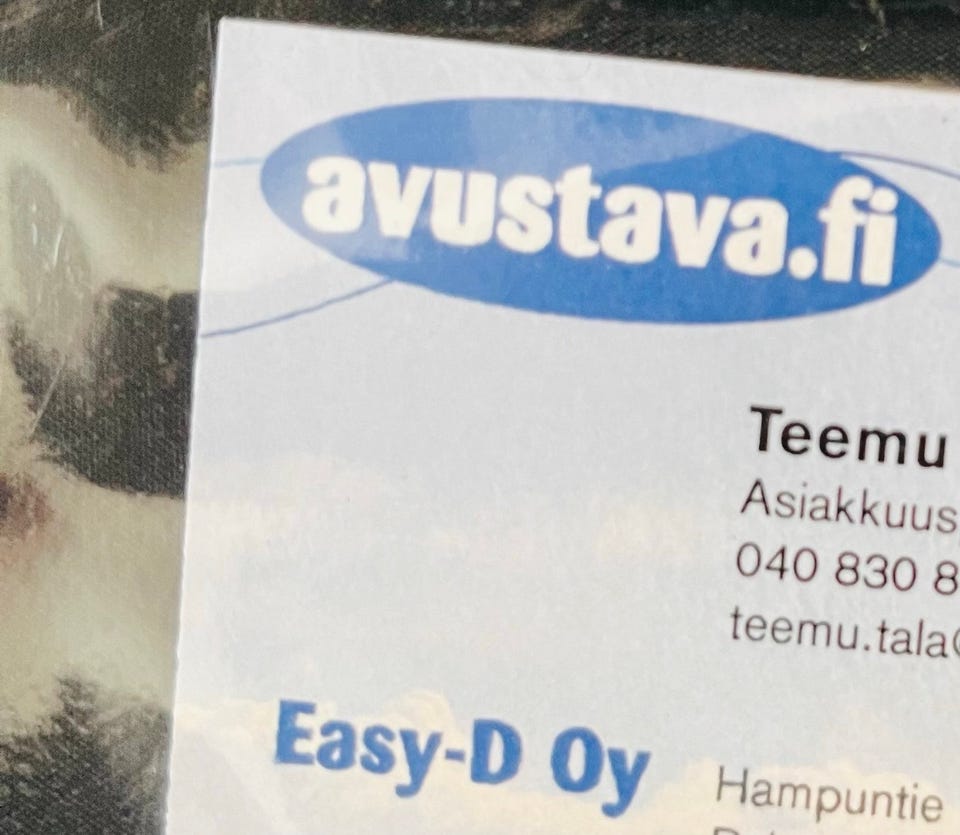 avustava.fi
Teemu
Asiakkuus
040 830 8
teemu.tala@
Easy-D Oy
Hampuntie